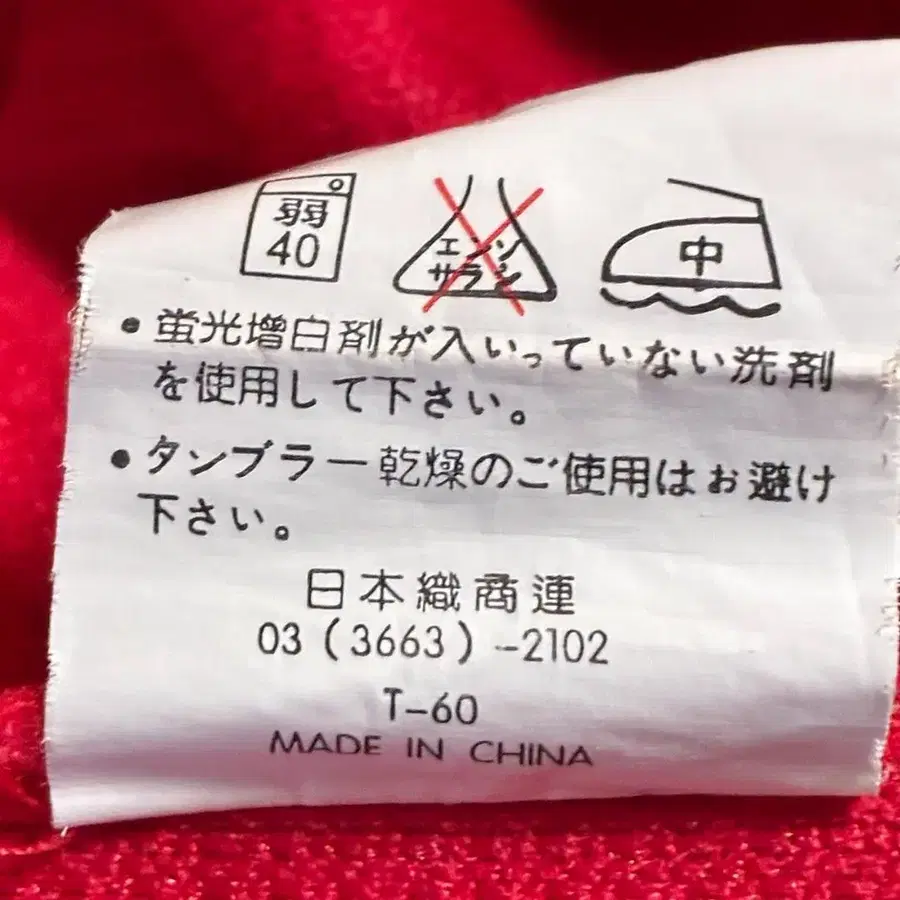 弱
40
エンソ
サラシ
中
• 蛍光増白剤が入いっていない洗剤
を使用して下さい。
• タンブラー乾燥のご使用はお避け
下さい。
日本織商連
03(3663)-2102
T-60
MADE IN CHINA